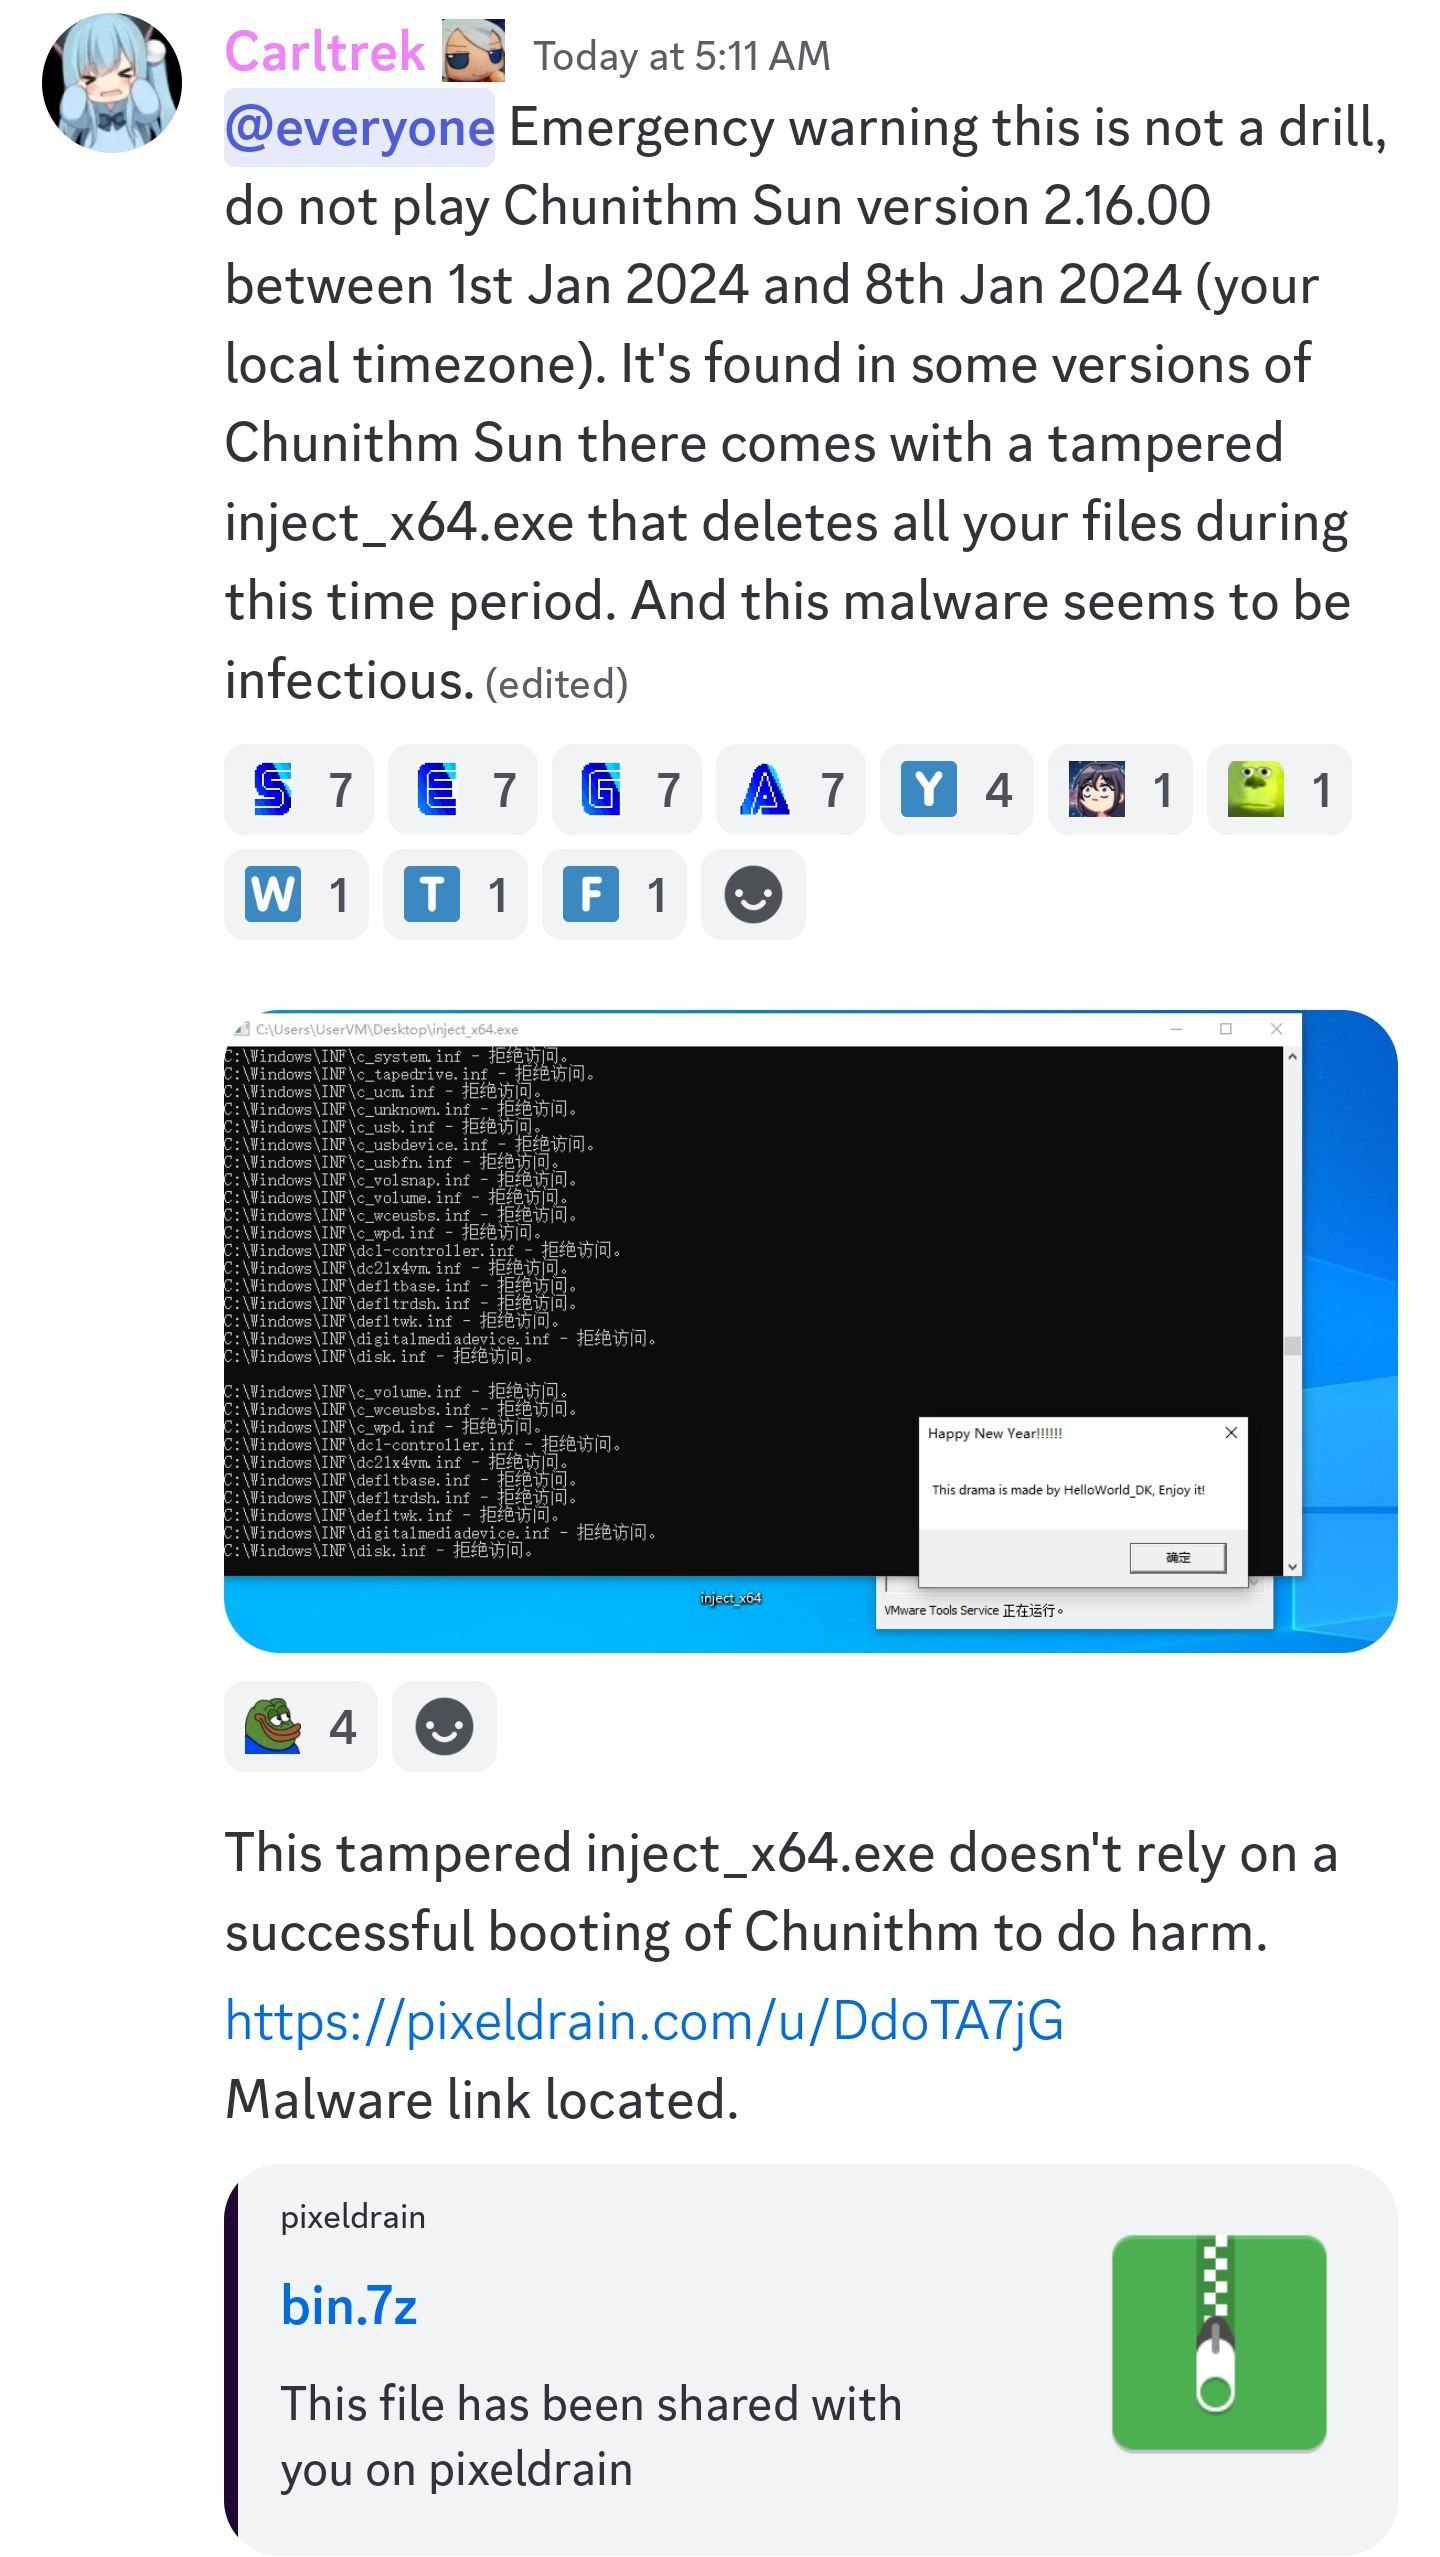 Carltrek Today at 5:11 AM
@everyone Emergency warning this is not a drill,
do not play Chunithm Sun version 2.16.00
between 1st Jan 2024 and 8th Jan 2024 (your
local timezone). It's found in some versions of
Chunithm Sun there comes with a tampered
inject_x64.exe that deletes all your files during
this time period. And this malware seems to be
infectious. (edited)
S 7 E 7 G 7 A 7 Y 4 1 1
W 1 T 1 F 1
C:\Users\UserVM\Desktop\inject_x64.exe
C:\Windows\INF\c_system.inf - 拒绝访问。
C:\Windows\INF\c_tapedrive.inf - 拒绝访问。
C:\Windows\INF\c_ucm.inf - 拒绝访问。
C:\Windows\INF\c_unknown.inf - 拒绝访问。
C:\Windows\INF\c_usb.inf - 拒绝访问。
C:\Windows\INF\c_usbdevice.inf - 拒绝访问。
C:\Windows\INF\c_usbfn.inf - 拒绝访问。
C:\Windows\INF\c_volsnap.inf - 拒绝访问。
C:\Windows\INF\c_volume.inf - 拒绝访问。
C:\Windows\INF\c_wceusbs.inf - 拒绝访问。
C:\Windows\INF\c_wpd.inf - 拒绝访问。
C:\Windows\INF\dc1-controller.inf - 拒绝访问。
C:\Windows\INF\dc21x4vm.inf - 拒绝访问。
C:\Windows\INF\defltbase.inf - 拒绝访问。
C:\Windows\INF\defltrdsh.inf - 拒绝访问。
C:\Windows\INF\defltwk.inf - 拒绝访问。
C:\Windows\INF\digitalmediadevice.inf - 拒绝访问。
C:\Windows\INF\disk.inf - 拒绝访问。
C:\Windows\INF\c_volume.inf - 拒绝访问。
C:\Windows\INF\c_wceusbs.inf - 拒绝访问。
C:\Windows\INF\c_wpd.inf - 拒绝访问。
C:\Windows\INF\dc1-controller.inf - 拒绝访问。
C:\Windows\INF\dc21x4vm.inf - 拒绝访问。
C:\Windows\INF\defltbase.inf - 拒绝访问。
C:\Windows\INF\defltrdsh.inf - 拒绝访问。
C:\Windows\INF\defltwk.inf - 拒绝访问。
C:\Windows\INF\digitalmediadevice.inf - 拒绝访问。
C:\Windows\INF\disk.inf - 拒绝访问。
Happy New Year!!!!!!
This drama is made by HelloWorld_DK, Enjoy it!
确定
inject_x64
VMware Tools Service 正在运行。
4
This tampered inject_x64.exe doesn't rely on a
successful booting of Chunithm to do harm.
https://pixeldrain.com/u/DdoTA7jG
Malware link located.
pixeldrain
bin.7z
This file has been shared with
you on pixeldrain